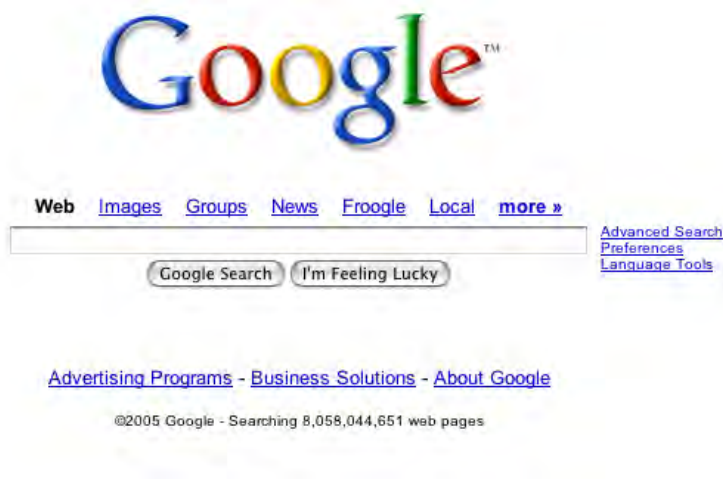 Google™
Web Images Groups News Froogle Local more »
Advanced Search
Preferences
Language Tools
Google Search I'm Feeling Lucky
Advertising Programs - Business Solutions - About Google
©2005 Google - Searching 8,058,044,651 web pages